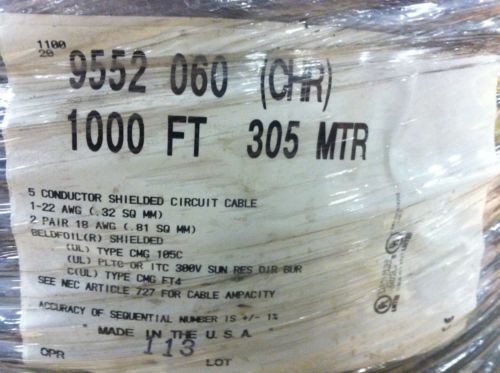 1100
20
9552 060 (CHR)
1000 FT 305 MTR
5 CONDUCTOR SHIELDED CIRCUIT CABLE
1-22 AWG (.32 SQ MM)
2 PAIR 18 AWG (.81 SQ MM)
BELDFOIL(R) SHIELDED
(UL) TYPE CMG 105C
(UL) PLTC OR ITC 300V SUN RES DIR BUR
C(UL) TYPE CMG FT4
SEE NEC ARTICLE 727 FOR CABLE AMPACITY
ACCURACY OF SEQUENTIAL NUMBER IS +/- 1%
" MADE IN THE U.S.A. "
OPR 113 LOT